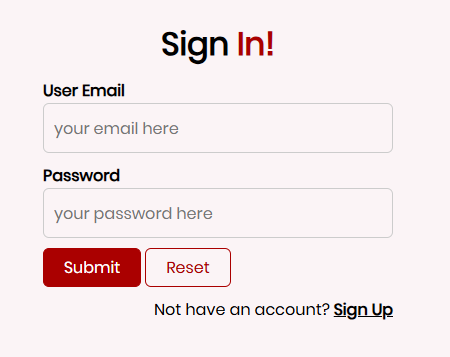 Sign In!
User Email
your email here
Password
your password here
Submit Reset
Not have an account? Sign Up